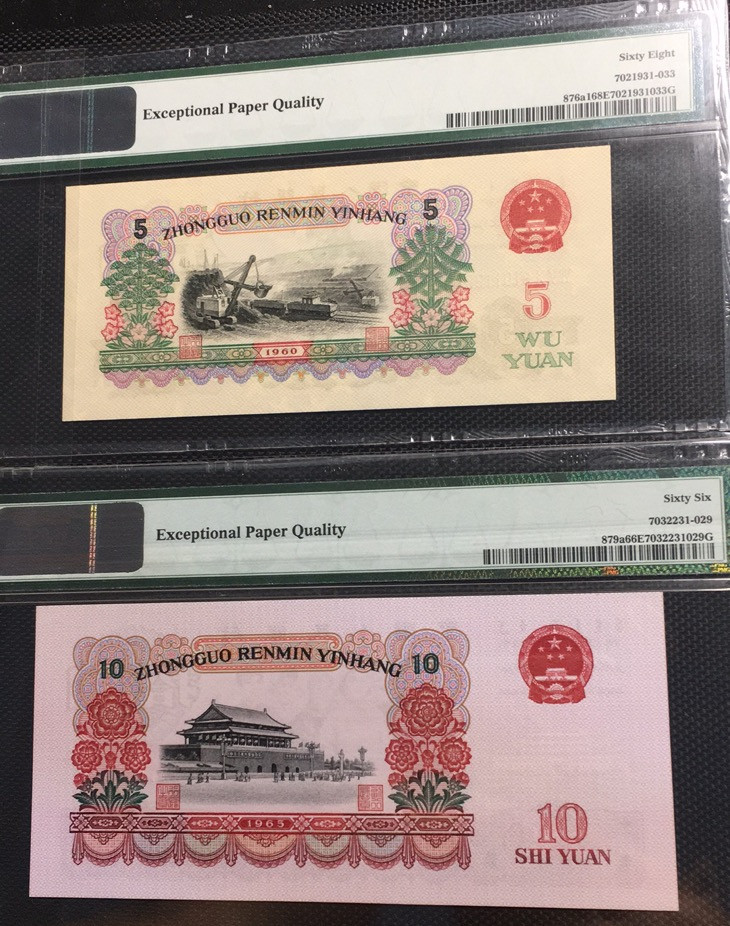 Sixty Eight
7021931-033
Exceptional Paper Quality
876a168E7021931033G
5 ZHONGGUO RENMIN YINHANG 5
5
WU
YUAN
1960
Sixty Six
7032231-029
Exceptional Paper Quality
879a66E7032231029G
10 ZHONGGUO RENMIN YINHANG 10
10
SHI YUAN
1965